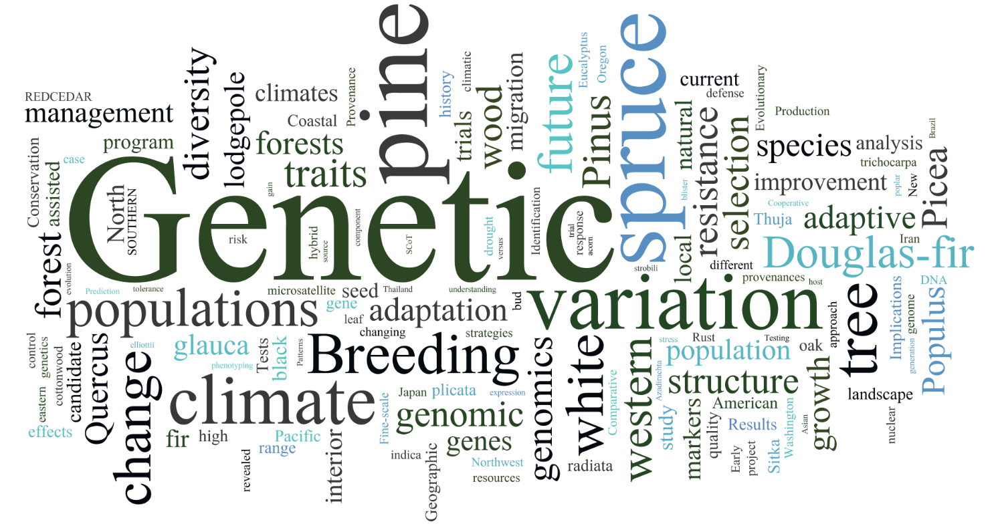 REDCEDAR
management
Conservation
case
assisted
program
diversity
lodgepole
climates
Coastal
Provenance
forests
traits
gain
pine
history
climatic
trials
wood
migration
future
Eucalyptus
Oregon
Pinus
spruce
current
defense
Evolutionary
Production
natural
resistance
selection
blister
species
analysis
trichocarpa
Brazil
improvement
poplar
New
Picea
Cooperative
Thuja
adaptive
Iran
Douglas-fir
Genetic
North
SOUTHERN
risk
hybrid
source
component
SCoT
drought
versus
Identification
trial
response
acorn
strobili
local
different
provenances
host
forest
evolution
Prediction
tolerance
microsatellite
seed
Thailand
understanding
populations
gene
leaf
adaptation
bud
variation
approach
tree
Implications
DNA
genome
generation
Populus
changing
strategies
control
genetics
eastern
cottonwood
candidate
Quercus
elliottii
change
glauca
phenotyping
Tests
black
Patterns
Breeding
genomics
white
western
stress
Rust
Testing
population
oak
Azadirachta
structure
growth
landscape
effects
climate
Japan
plicata
expression
Fine-scale
genomic
Comparative
study
American
markers
quality
Results
Washington
Asian
nuclear
fir
high
Pacific
range
revealed
interior
indica
genes
Geographic
Northwest
resources
radiata
Early
project
Sitka